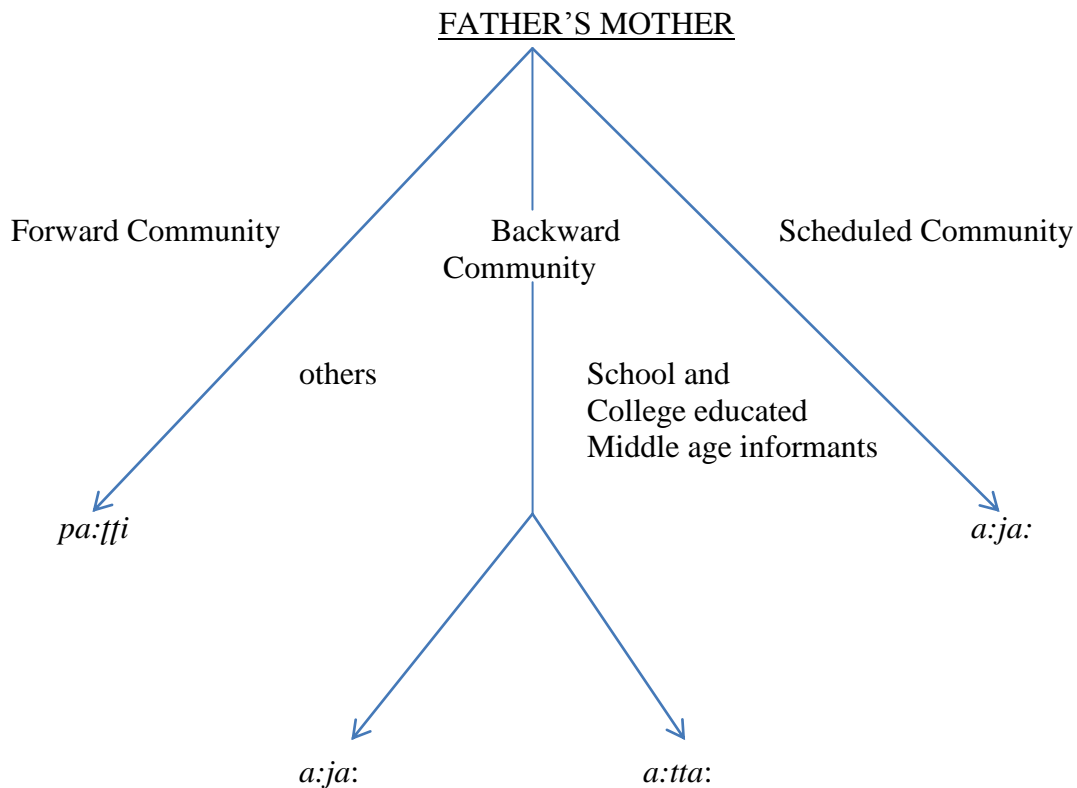 FATHER’S MOTHER
Forward Community
Backward
Community
Scheduled Community
others
School and
College educated
Middle age informants
pa:ʈʈi
a:ja:
a:ja:
a:tta: